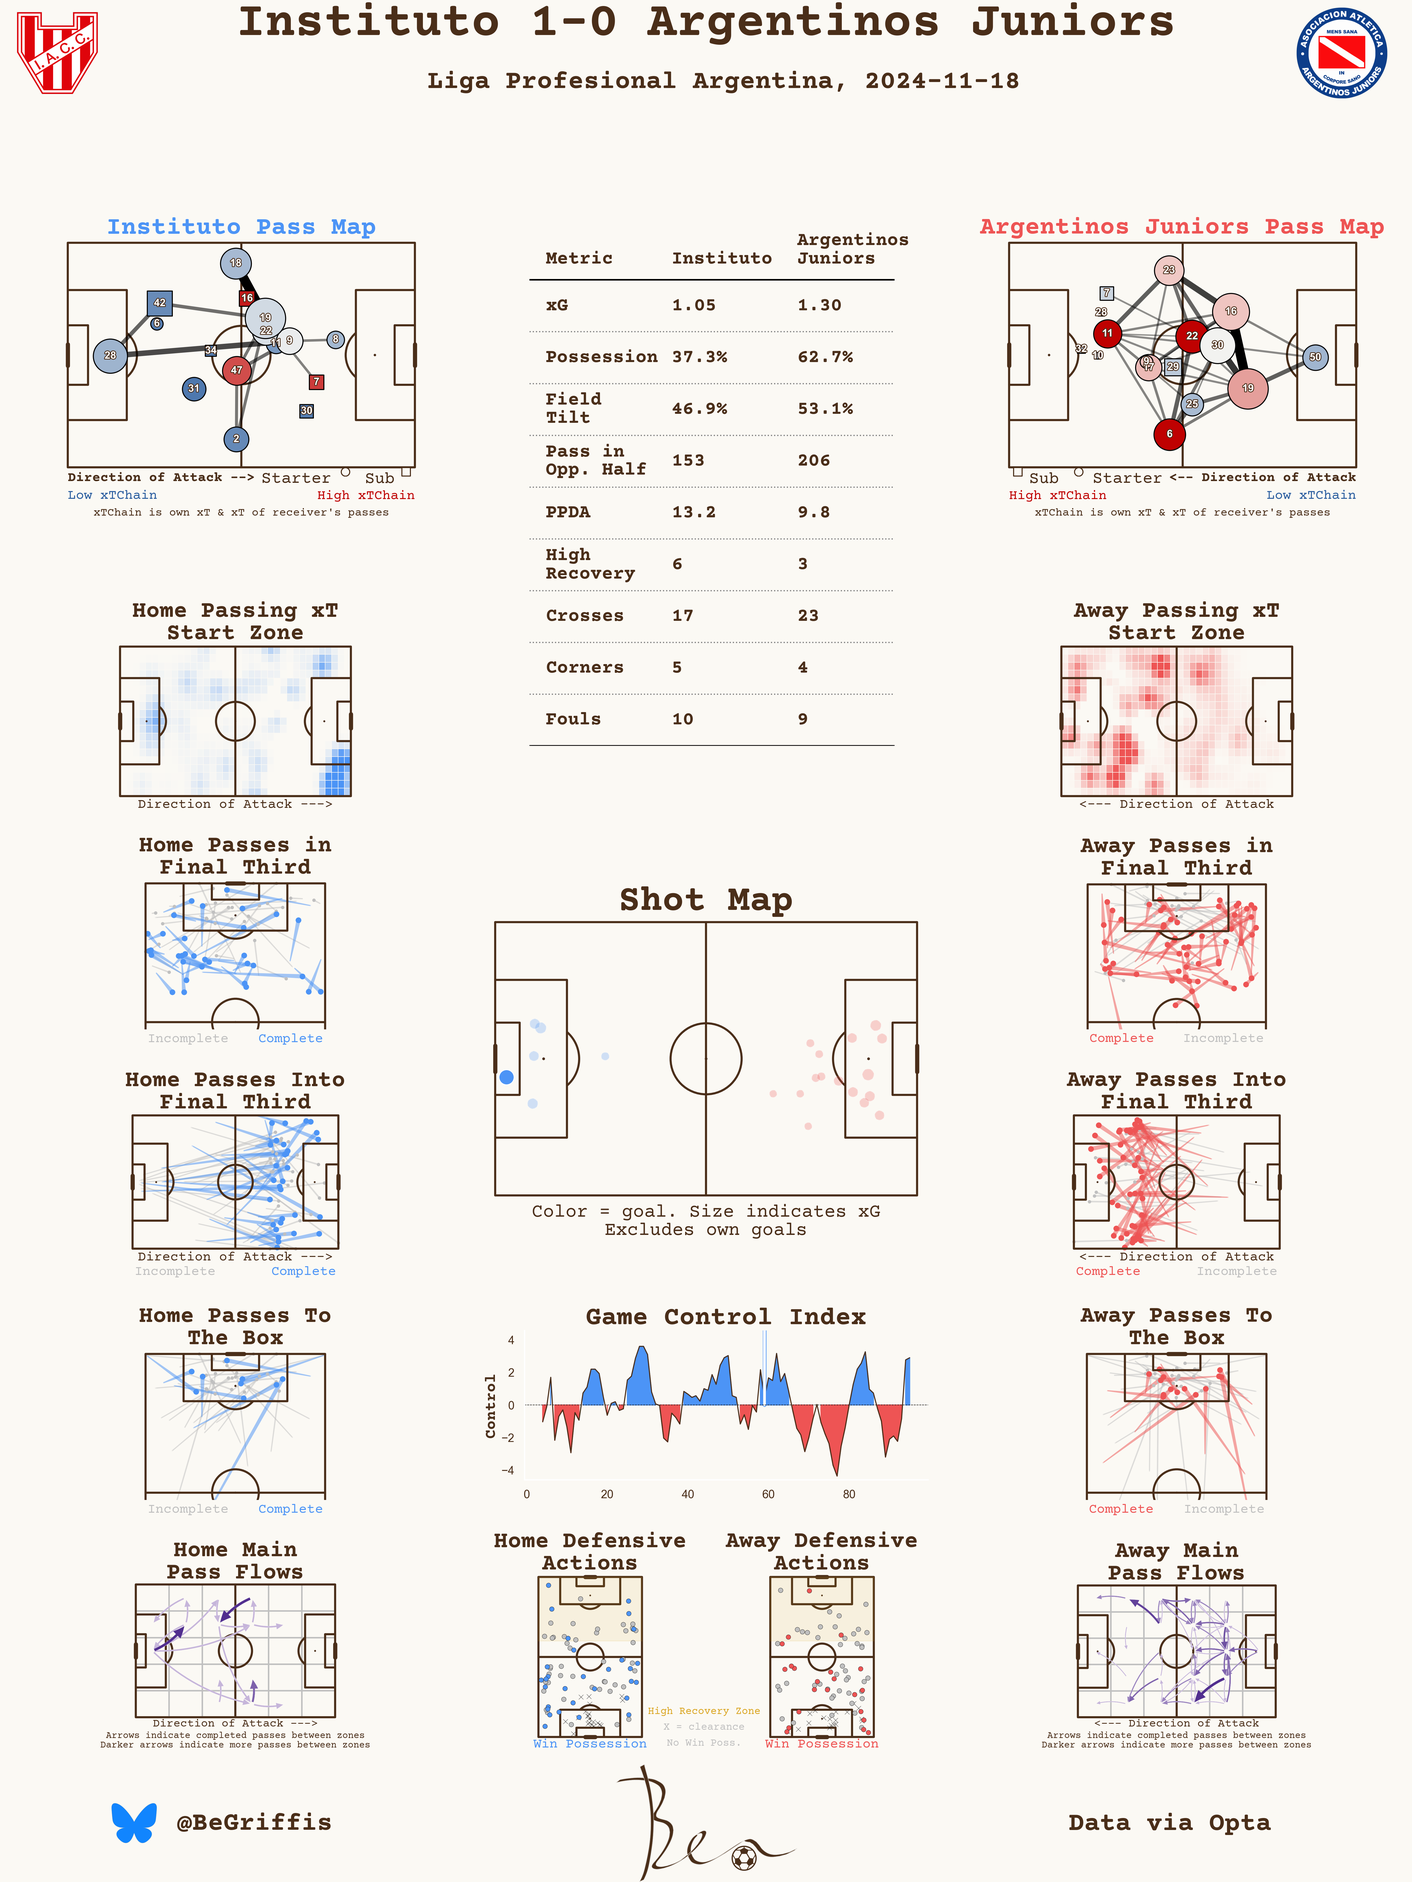 Instituto 1-0 Argentinos Juniors
Liga Profesional Argentina, 2024-11-18
I. A. C. C.
ASOCIACION ATLETICA
MENS SANA
IN
CORPORE SANO
ARGENTINOS JUNIORS
Instituto Pass Map
18
42
16
6
19
22
34
11
9
8
28
47
7
31
30
2
Direction of Attack --> Starter Sub
Low xTChain High xTChain
xTChain is own xT & xT of receiver's passes
Metric Instituto Argentinos Juniors
xG 1.05 1.30
Possession 37.3% 62.7%
Field Tilt 46.9% 53.1%
Pass in Opp. Half 153 206
PPDA 13.2 9.8
High Recovery 6 3
Crosses 17 23
Corners 5 4
Fouls 10 9
Argentinos Juniors Pass Map
23
7
28
16
11
22
32
10
30
50
9
17
29
19
25
6
Sub Starter <-- Direction of Attack
High xTChain Low xTChain
xTChain is own xT & xT of receiver's passes
Home Passing xT
Start Zone
Direction of Attack --->
Away Passing xT
Start Zone
<--- Direction of Attack
Home Passes in
Final Third
Incomplete Complete
Away Passes in
Final Third
Complete Incomplete
Shot Map
Color = goal. Size indicates xG
Excludes own goals
Home Passes Into
Final Third
Direction of Attack --->
Incomplete Complete
Away Passes Into
Final Third
<--- Direction of Attack
Complete Incomplete
Home Passes To
The Box
Incomplete Complete
Game Control Index
Control
4
2
0
−2
−4
0 20 40 60 80
Away Passes To
The Box
Complete Incomplete
Home Main
Pass Flows
Direction of Attack --->
Arrows indicate completed passes between zones
Darker arrows indicate more passes between zones
Home Defensive
Actions
Win Possession
Away Defensive
Actions
Win Possession
High Recovery Zone
X = clearance
No Win Poss.
Away Main
Pass Flows
<--- Direction of Attack
Arrows indicate completed passes between zones
Darker arrows indicate more passes between zones
@BeGriffis
Ben
Data via Opta